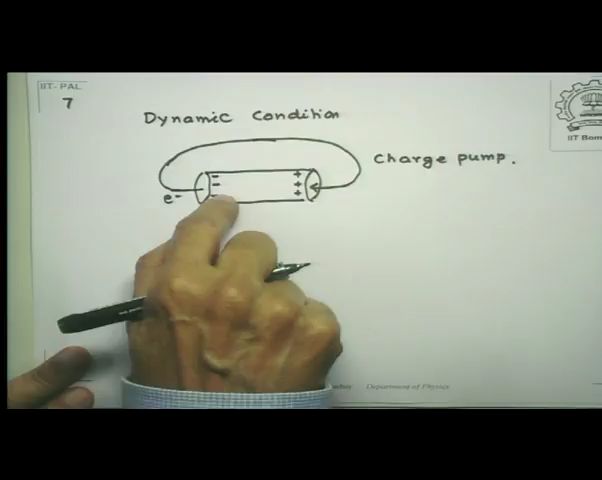 IIT- PAL
7
IIT Bom
Dynamic Condition
Charge pump.
- +
- +
- +
e-
Department of Physics